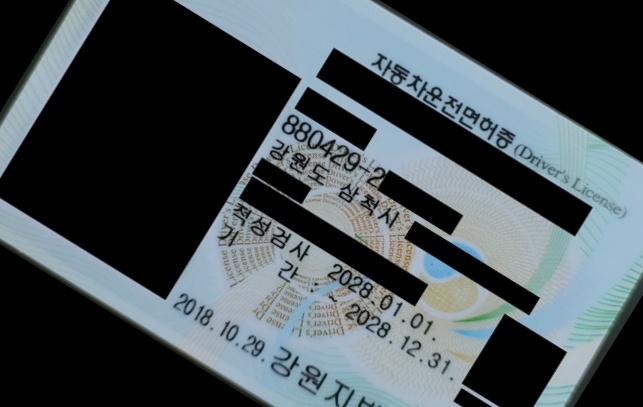 자동차운전면허증 (Driver's License)
880429-2
강원도 삼척시
적성검사 2028.01.01.
기 간 : ~ 2028.12.31.
2018.10.29.
강원지방